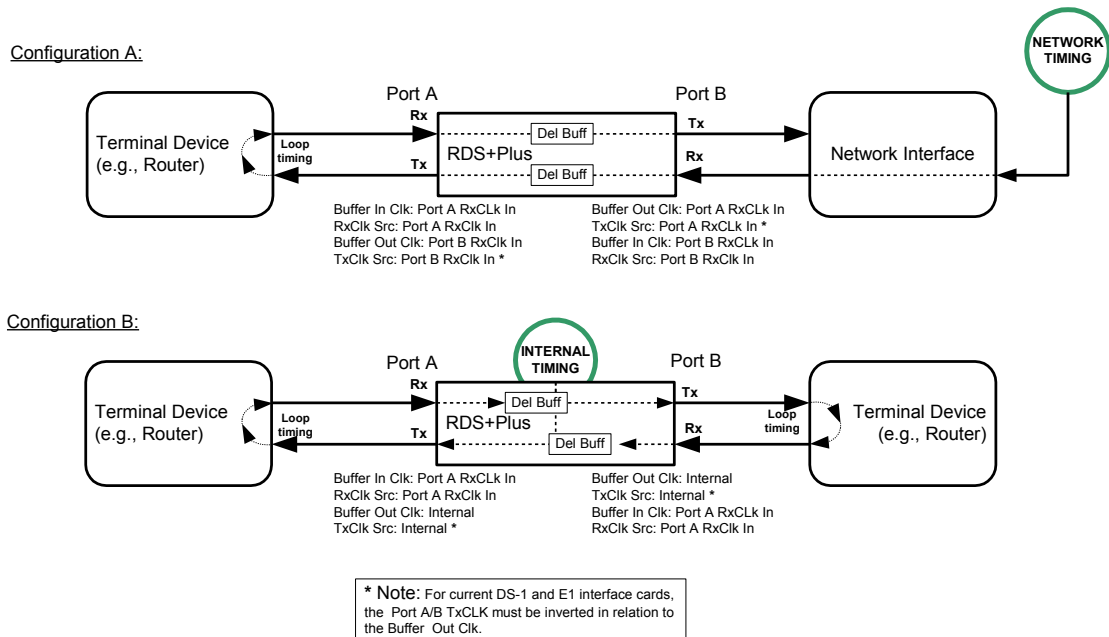 Configuration A:
NETWORK
TIMING
Port A
Port B
Rx
Tx
Del Buff
Terminal Device
(e.g., Router)
Loop
timing
RDS+Plus
Network Interface
Tx
Rx
Del Buff
Buffer In Clk: Port A RxCLk In
RxClk Src: Port A RxClk In
Buffer Out Clk: Port B RxClk In
TxClk Src: Port B RxClk In *
Buffer Out Clk: Port A RxCLk In
TxClk Src: Port A RxCLk In *
Buffer In Clk: Port B RxCLk In
RxClk Src: Port B RxClk In
Configuration B:
INTERNAL
TIMING
Port A
Port B
Rx
Tx
Del Buff
Terminal Device
(e.g., Router)
Loop
timing
RDS+Plus
Loop
timing
Terminal Device
(e.g., Router)
Tx
Rx
Del Buff
Buffer In Clk: Port A RxCLk In
RxClk Src: Port A RxClk In
Buffer Out Clk: Internal
TxClk Src: Internal *
Buffer Out Clk: Internal
TxClk Src: Internal *
Buffer In Clk: Port A RxCLk In
RxClk Src: Port A RxClk In
* Note: For current DS-1 and E1 interface cards,
the Port A/B TxCLK must be inverted in relation to
the Buffer Out Clk.